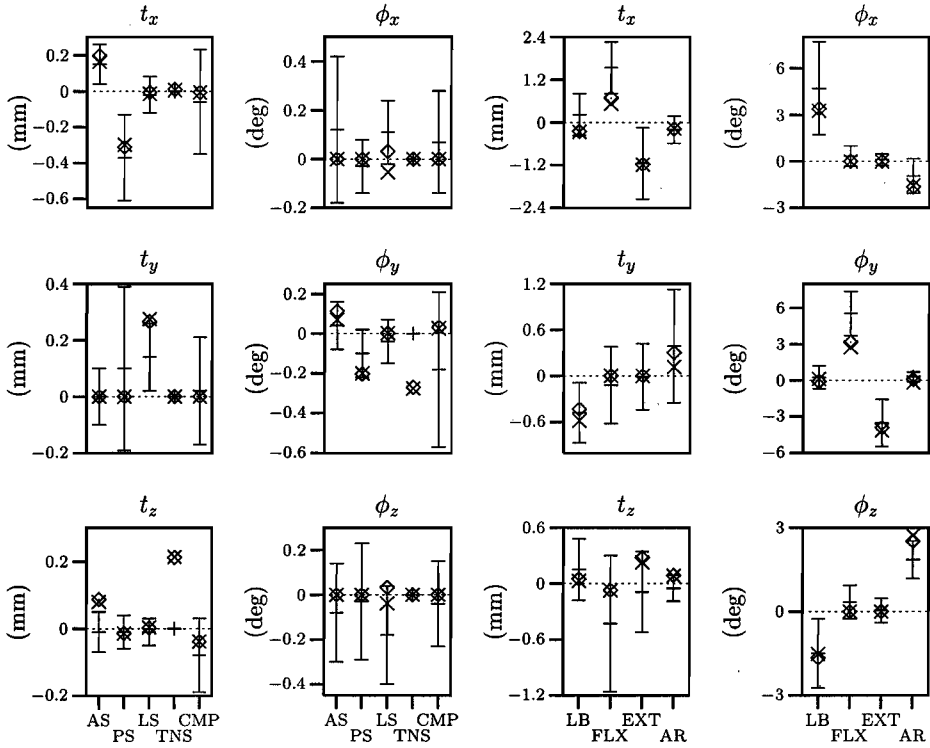 t_x ϕ_x t_x ϕ_x
(mm) 0.2 0 −0.2 −0.4 −0.6
(deg) 0.4 0.2 0 −0.2
(mm) 2.4 1.2 0 −1.2 −2.4
(deg) 6 3 0 −3
t_y ϕ_y t_y ϕ_y
(mm) 0.4 0.2 0 −0.2
(deg) 0.2 0 −0.2 −0.4 −0.6
(mm) 1.2 0.6 0 −0.6
(deg) 6 3 0 −3 −6
t_z ϕ_z t_z ϕ_z
(mm) 0.2 0 −0.2
(deg) 0.2 0 −0.2 −0.4
(mm) 0.6 0 −0.6 −1.2
(deg) 3 0 −3
AS LS CMP AS LS CMP LB EXT LB EXT
PS TNS PS TNS FLX AR FLX AR